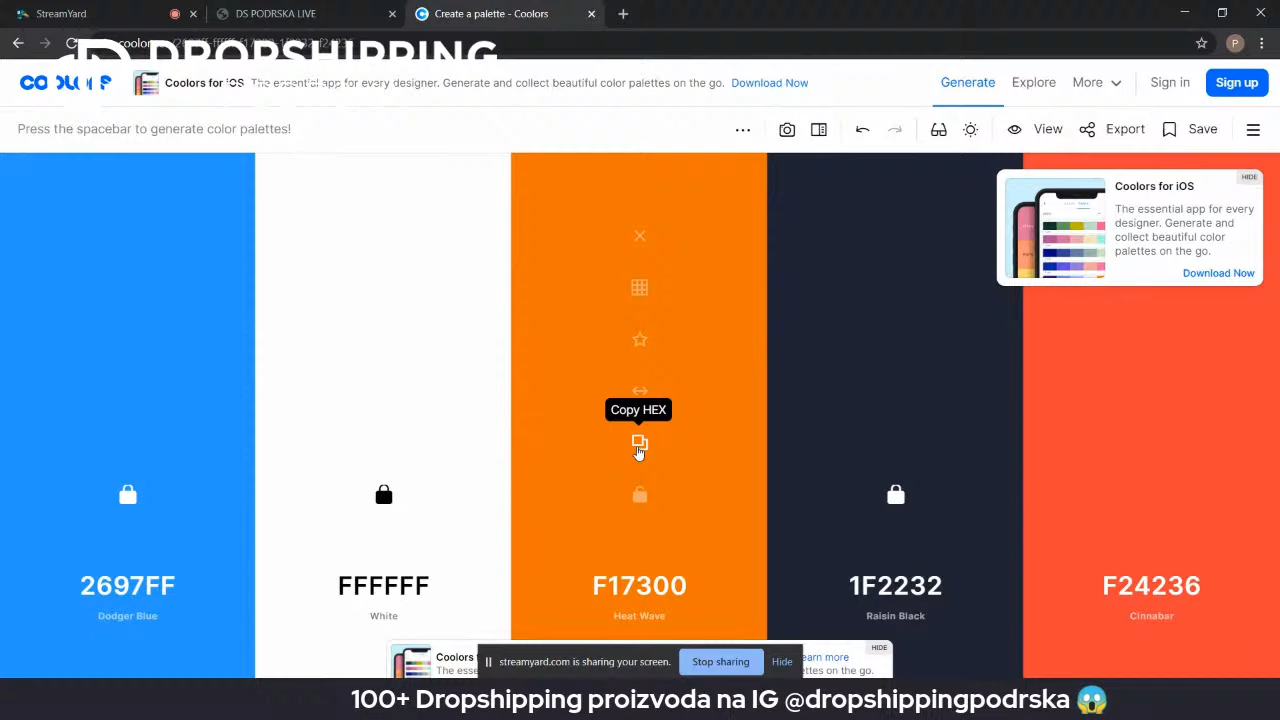 StreamYard
DS PODRSKA LIVE
Create a palette - Coolors
DROPSHIPPING
Coolors for iOS The essential app for every designer. Generate and collect beautiful color palettes on the go. Download Now
Generate
Explore
More
Sign in
Sign up
Press the spacebar to generate color palettes!
View
Export
Save
HIDE
Coolors for iOS
The essential app for every
designer. Generate and
collect beautiful color
palettes on the go.
Download Now
Copy HEX
2697FF
Dodger Blue
FFFFFF
White
F17300
Heat Wave
1F2232
Raisin Black
F24236
Cinnabar
HIDE
streamyard.com is sharing your screen.
Stop sharing
Hide
100+ Dropshipping proizvoda na IG @dropshippingpodrska